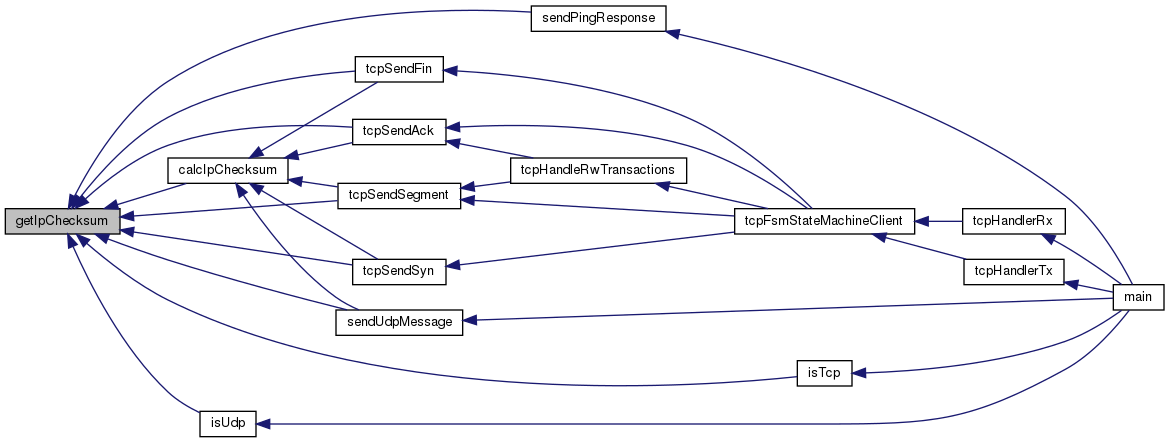 sendPingResponse
tcpSendFin
tcpSendAck
calcIpChecksum
tcpHandleRwTransactions
tcpSendSegment
getIpChecksum
tcpFsmStateMachineClient
tcpHandlerRx
tcpSendSyn
tcpHandlerTx
main
sendUdpMessage
isTcp
isUdp